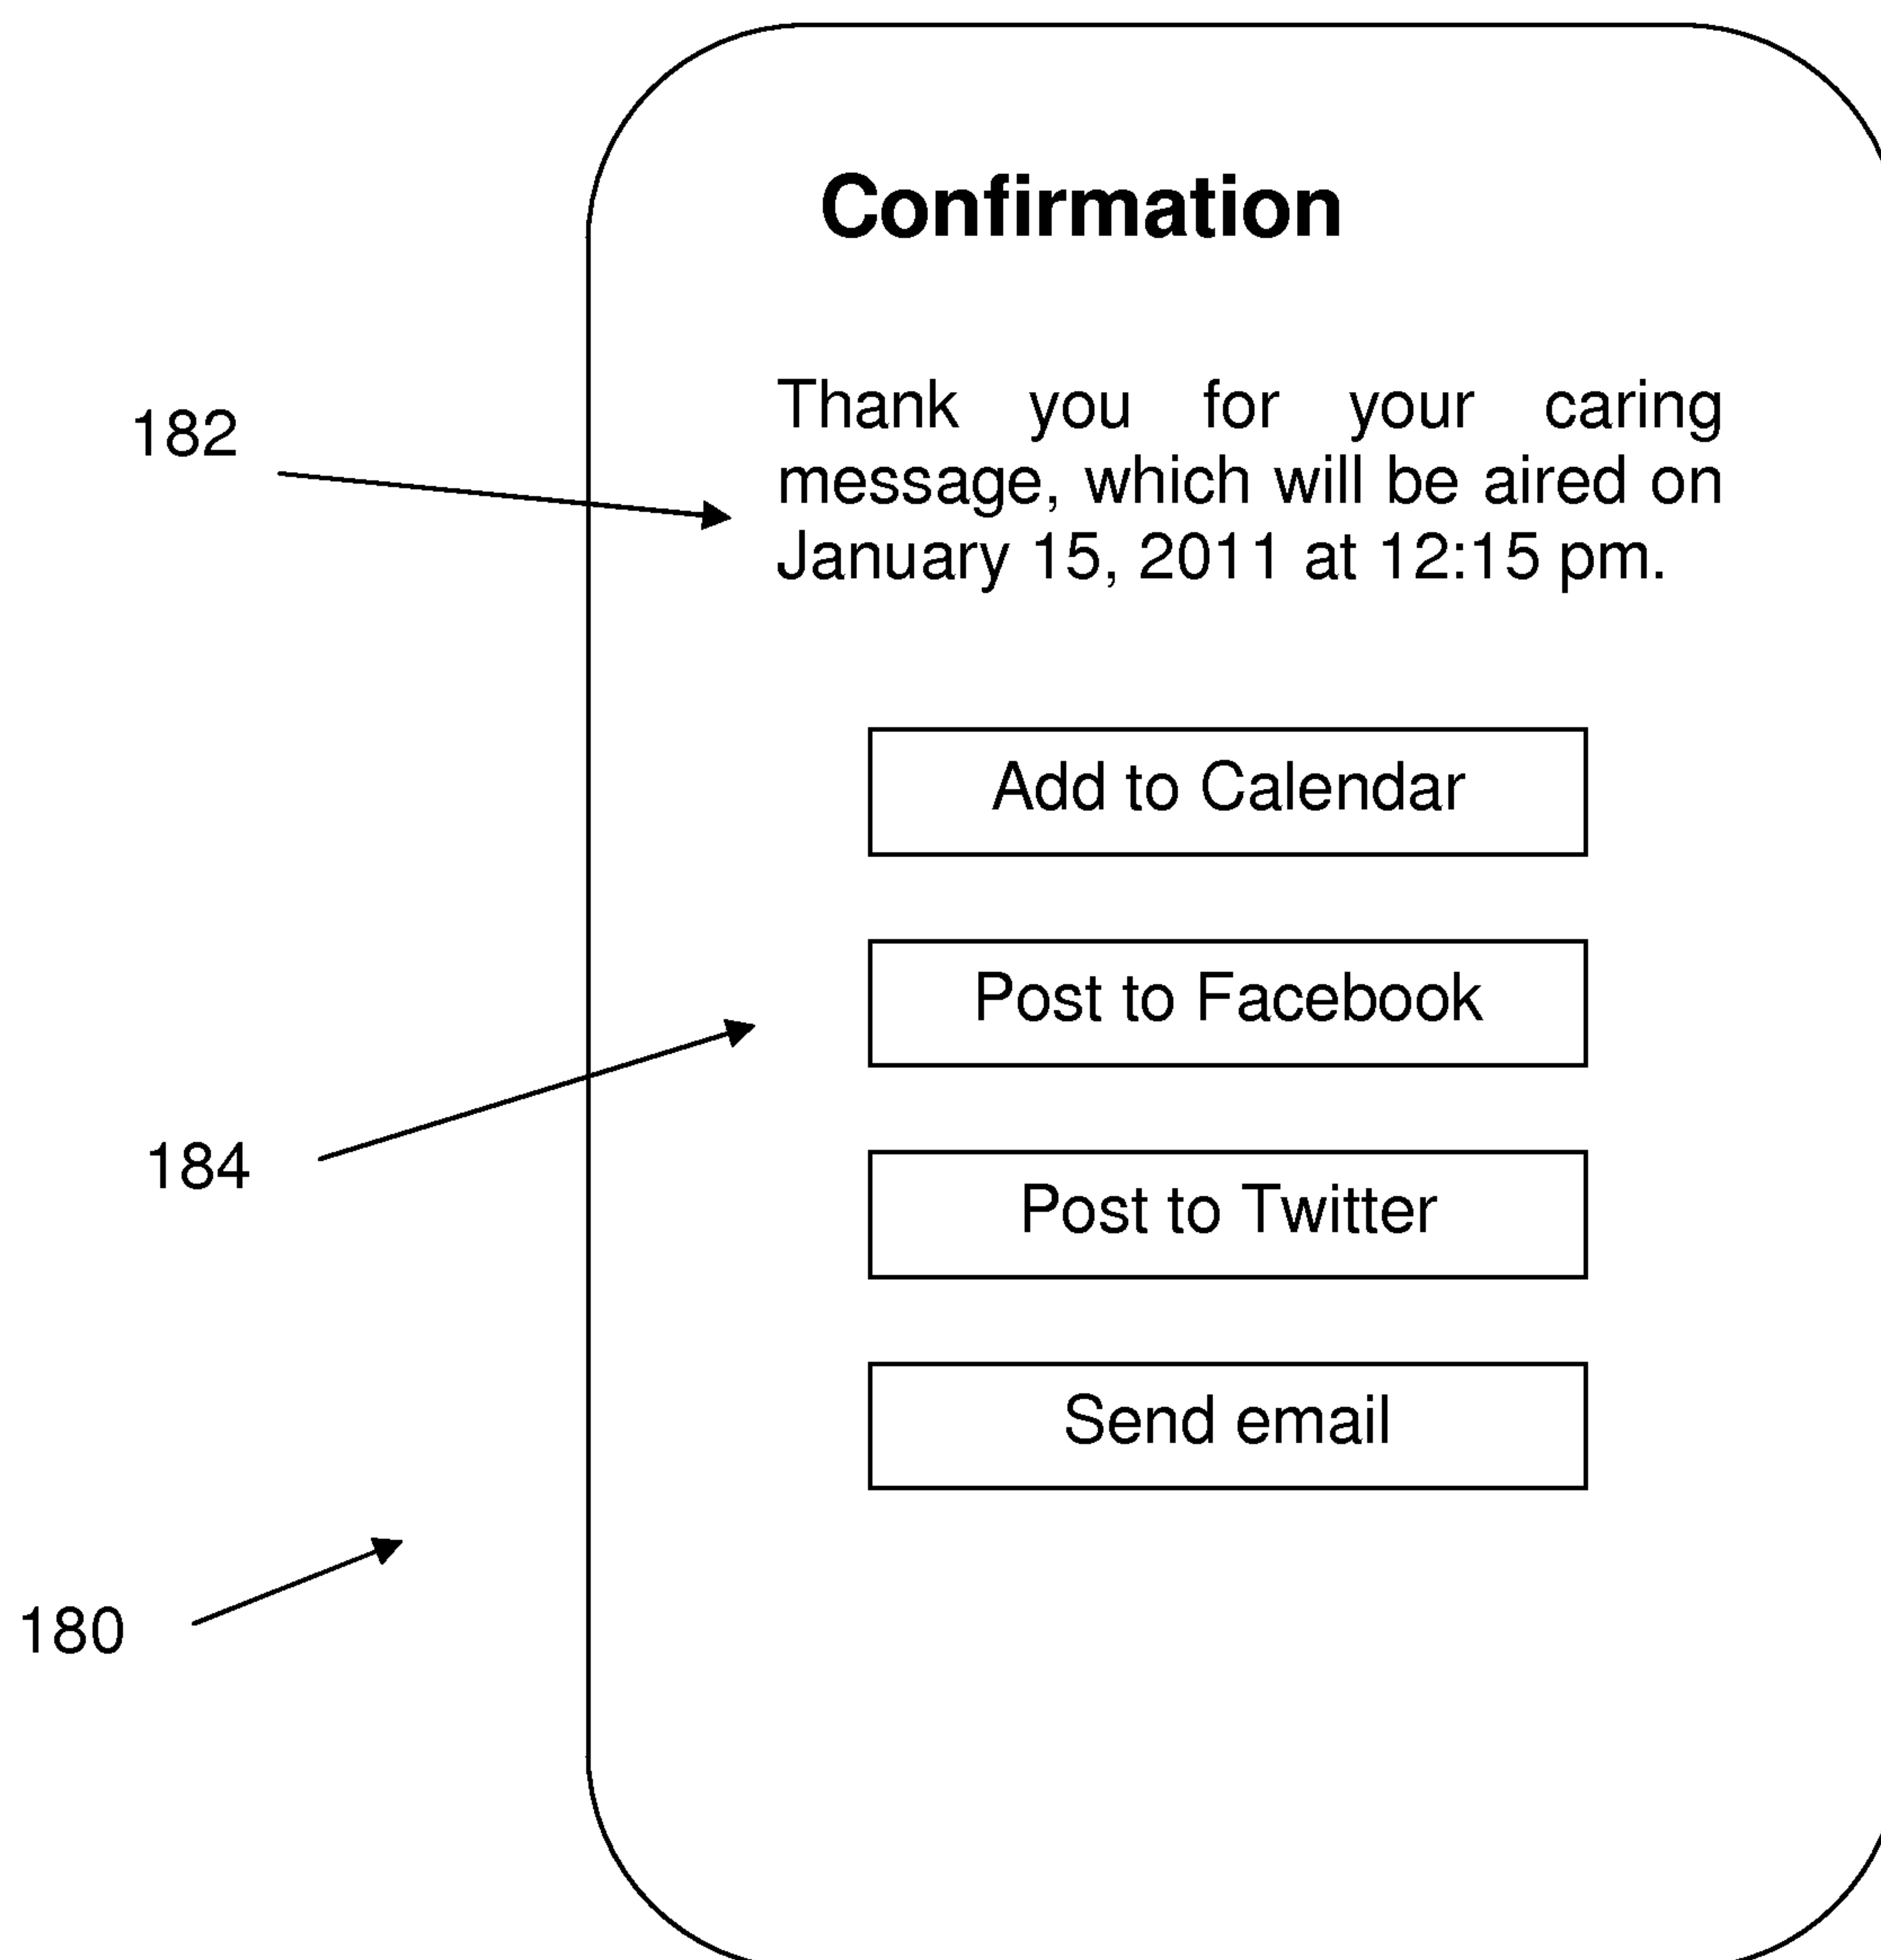 Confirmation
182
Thank you for your caring
message, which will be aired on
January 15, 2011 at 12:15 pm.
Add to Calendar
Post to Facebook
184
Post to Twitter
Send email
180